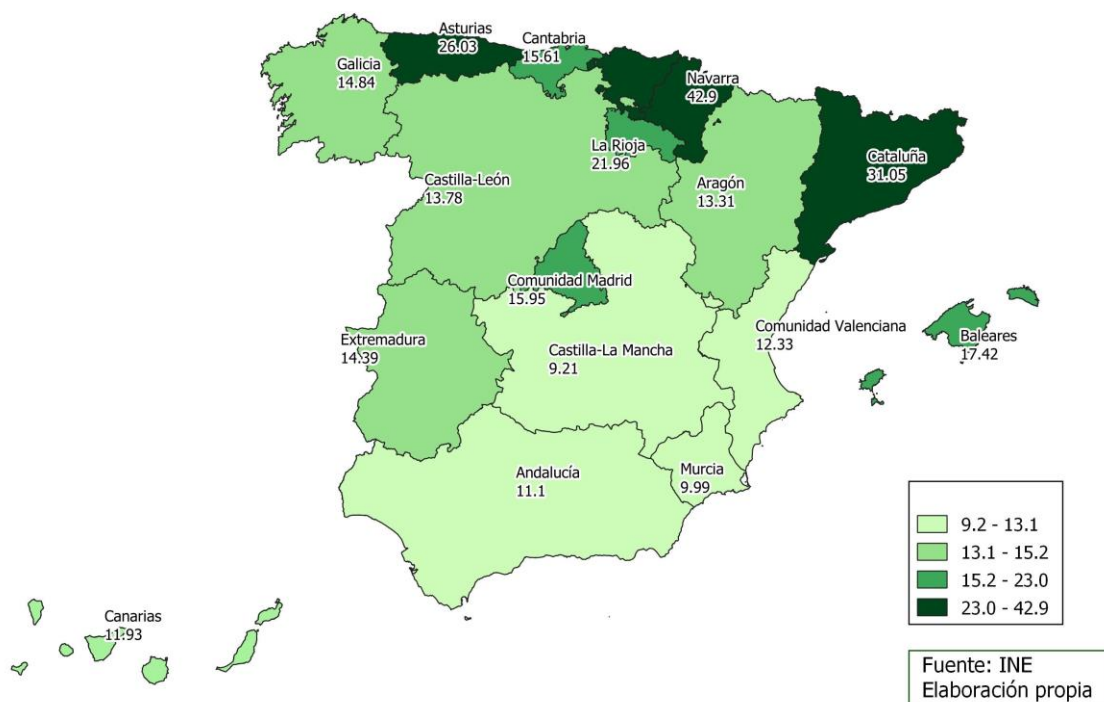 Asturias
26.03
Cantabria
15.61
Galicia
14.84
Navarra
42.9
La Rioja
21.96
Cataluña
31.05
Castilla-León
13.78
Aragón
13.31
Comunidad Madrid
15.95
Comunidad Valenciana
12.33
Baleares
17.42
Extremadura
14.39
Castilla-La Mancha
9.21
Andalucía
11.1
Murcia
9.99
Canarias
11.93
9.2 - 13.1
13.1 - 15.2
15.2 - 23.0
23.0 - 42.9
Fuente: INE
Elaboración propia